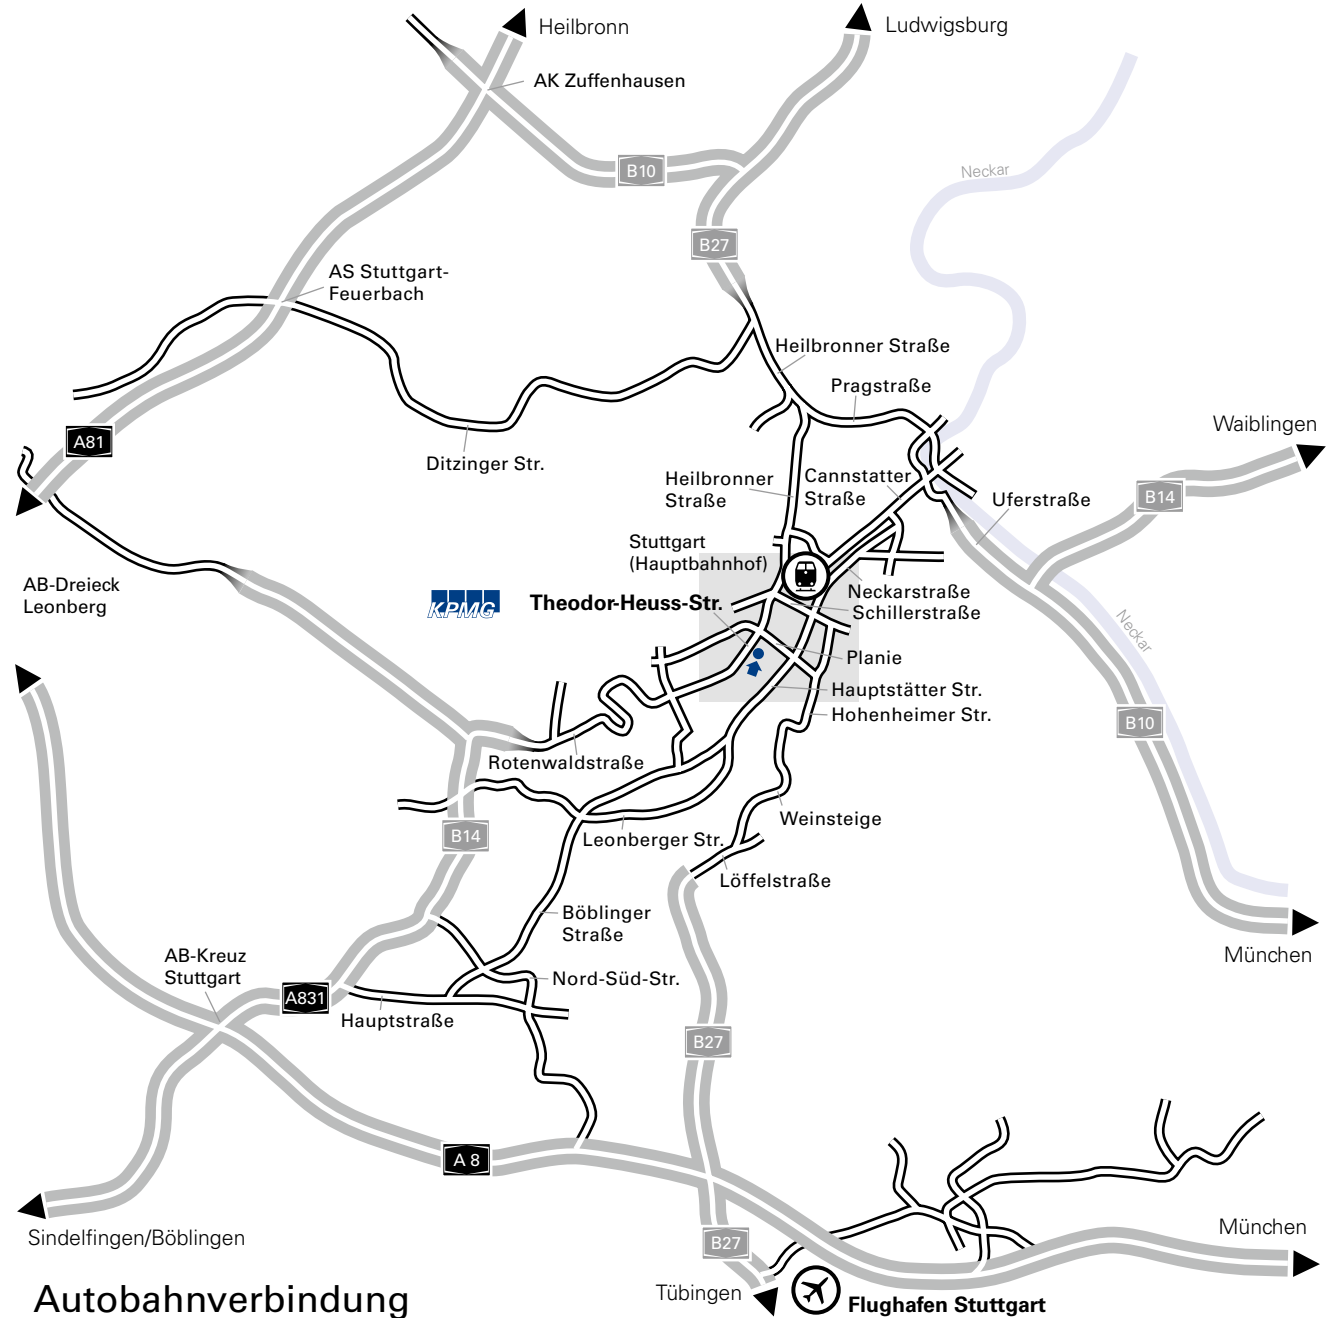 Heilbronn
Ludwigsburg
AK Zuffenhausen
B10
Neckar
B27
AS Stuttgart-
Feuerbach
Heilbronner Straße
Pragstraße
Waiblingen
A81
Ditzinger Str.
Heilbronner
Straße
Cannstatter
Straße
Uferstraße
B14
Stuttgart
(Hauptbahnhof)
AB-Dreieck
Leonberg
KPMG
Theodor-Heuss-Str.
Neckarstraße
Schillerstraße
Neckar
Planie
Hauptstätter Str.
Hohenheimer Str.
B10
Rotenwaldstraße
Weinsteige
B14
Leonberger Str.
Löffelstraße
Böblinger
Straße
München
AB-Kreuz
Stuttgart
A831
Nord-Süd-Str.
Hauptstraße
B27
A 8
München
Sindelfingen/Böblingen
B27
Tübingen
Flughafen Stuttgart
Autobahnverbindung